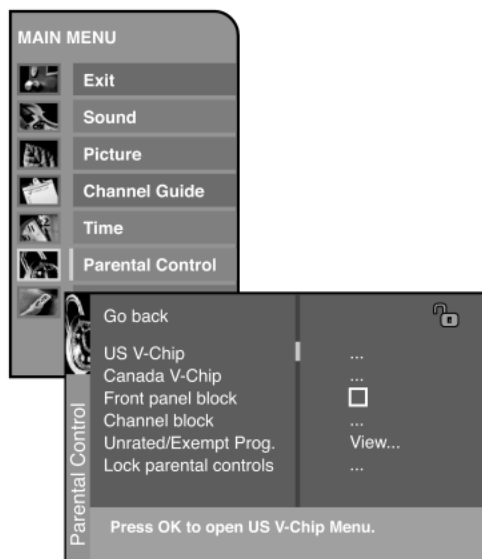 MAIN MENU
Exit
Sound
Picture
Channel Guide
Time
Parental Control
Parental Control
Go back
US V-Chip ...
Canada V-Chip ...
Front panel block
Channel block ...
Unrated/Exempt Prog. View...
Lock parental controls ...
Press OK to open US V-Chip Menu.